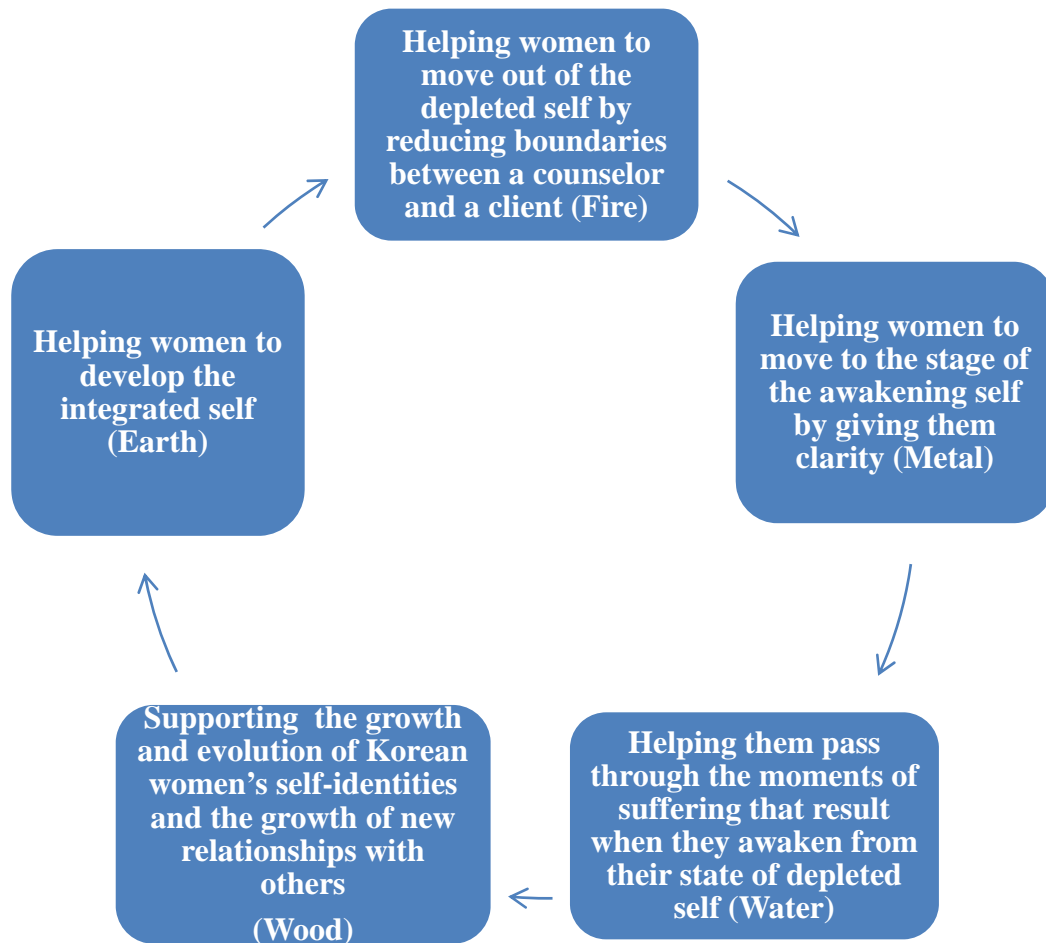 Helping women to
move out of the
depleted self by
reducing boundaries
between a counselor
and a client (Fire)
Helping women to
move to the stage of
the awakening self
by giving them
clarity (Metal)
Helping them pass
through the moments of
suffering that result
when they awaken from
their state of depleted
self (Water)
Supporting the growth
and evolution of Korean
women’s self-identities
and the growth of new
relationships with
others
(Wood)
Helping women to
develop the
integrated self
(Earth)